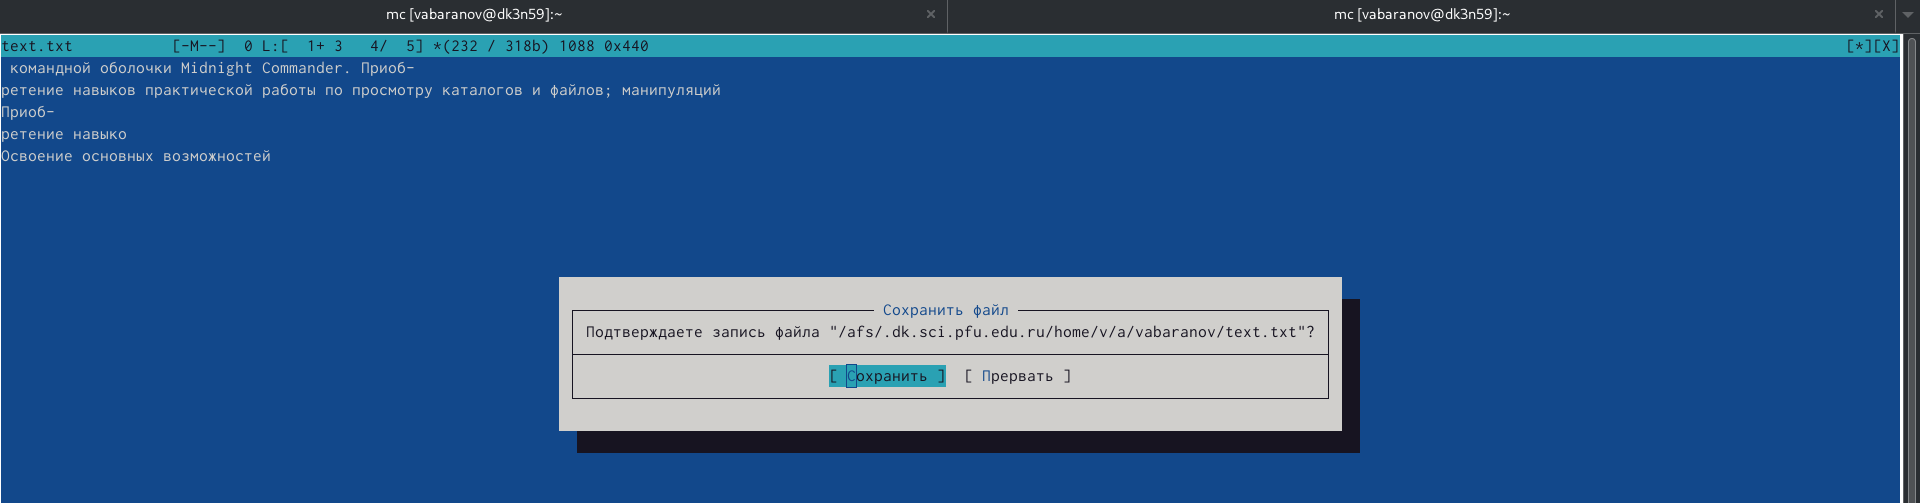 mc [vabaranov@dk3n59]:~ × mc [vabaranov@dk3n59]:~ ×
text.txt [-M--] 0 L:[ 1+ 3 4/ 5] *(232 / 318b) 1088 0x440 [*][X]
командной оболочки Midnight Commander. Приоб-
ретение навыков практической работы по просмотру каталогов и файлов; манипуляций
Приоб-
ретение навыко
Освоение основных возможностей
Сохранить файл
Подтверждаете запись файла "/afs/.dk.sci.pfu.edu.ru/home/v/a/vabaranov/text.txt"?
[ Сохранить ] [ Прервать ]